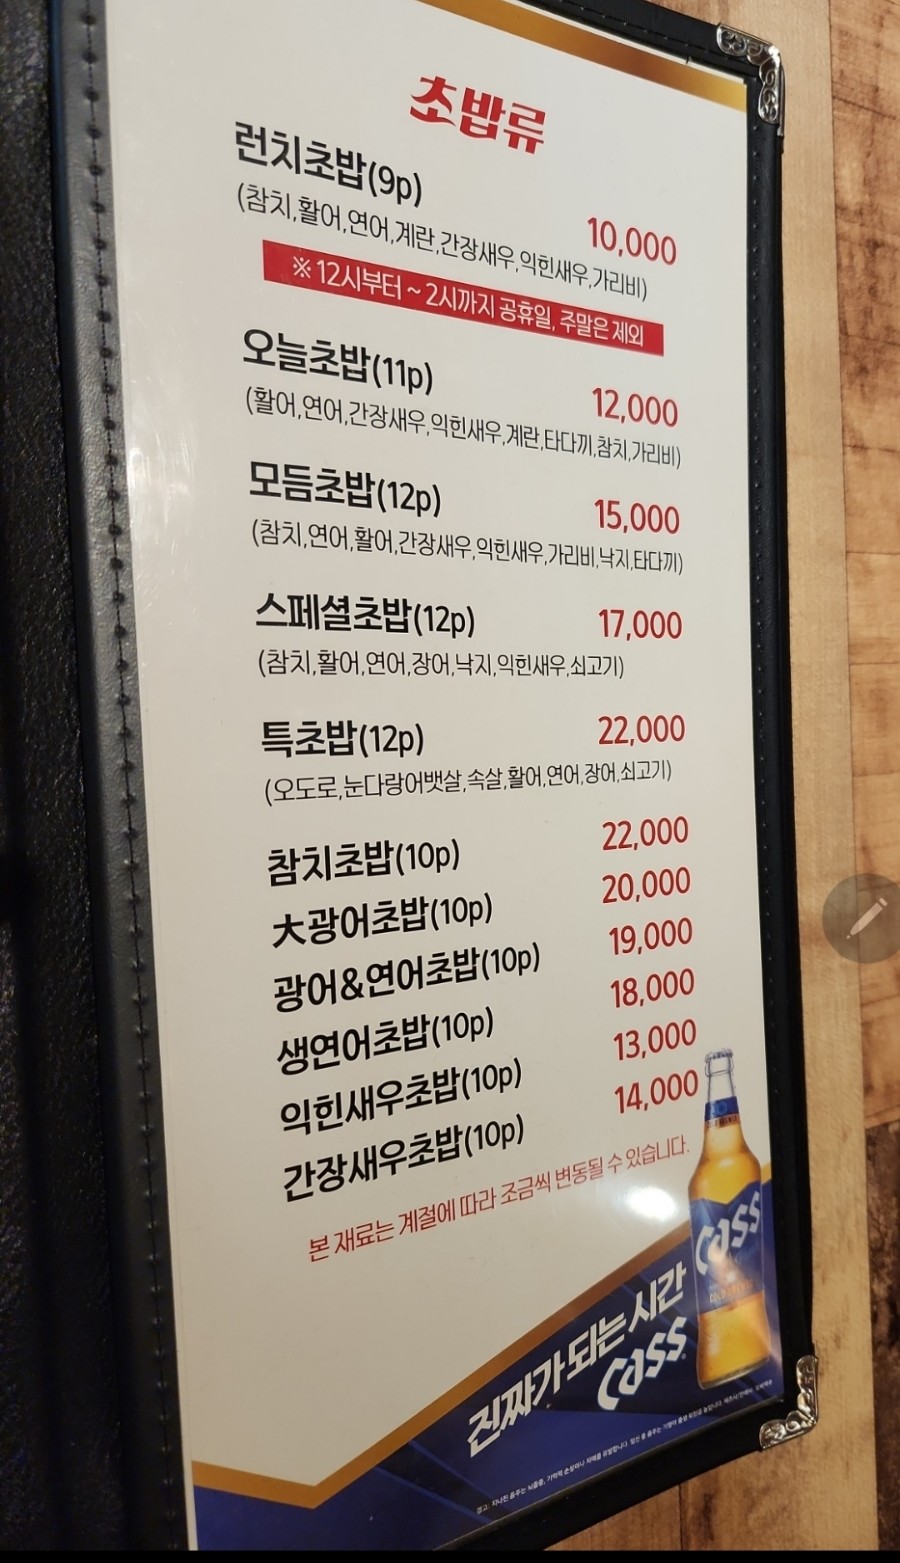 초밥류
런치초밥(9p)
10,000
(참치,활어,연어,계란,간장새우,익힌새우,가리비)
※ 12시부터 ~ 2시까지 공휴일, 주말은 제외
오늘초밥(11p)
12,000
(활어,연어,간장새우,익힌새우,계란,타다끼,참치,가리비)
모듬초밥(12p)
15,000
(참치,연어,활어,간장새우,익힌새우,가리비,낙지,타다끼)
스페셜초밥(12p)
17,000
(참치,활어,연어,장어,낙지,익힌새우,쇠고기)
특초밥(12p)
22,000
(오도로,눈다랑어뱃살,속살,활어,연어,장어,쇠고기)
참치초밥(10p) 22,000
大광어초밥(10p) 20,000
광어&연어초밥(10p) 19,000
생연어초밥(10p) 18,000
익힌새우초밥(10p) 13,000
간장새우초밥(10p) 14,000
본 재료는 계절에 따라 조금씩 변동될 수 있습니다.
Cass
진짜가 되는 시간
Cass